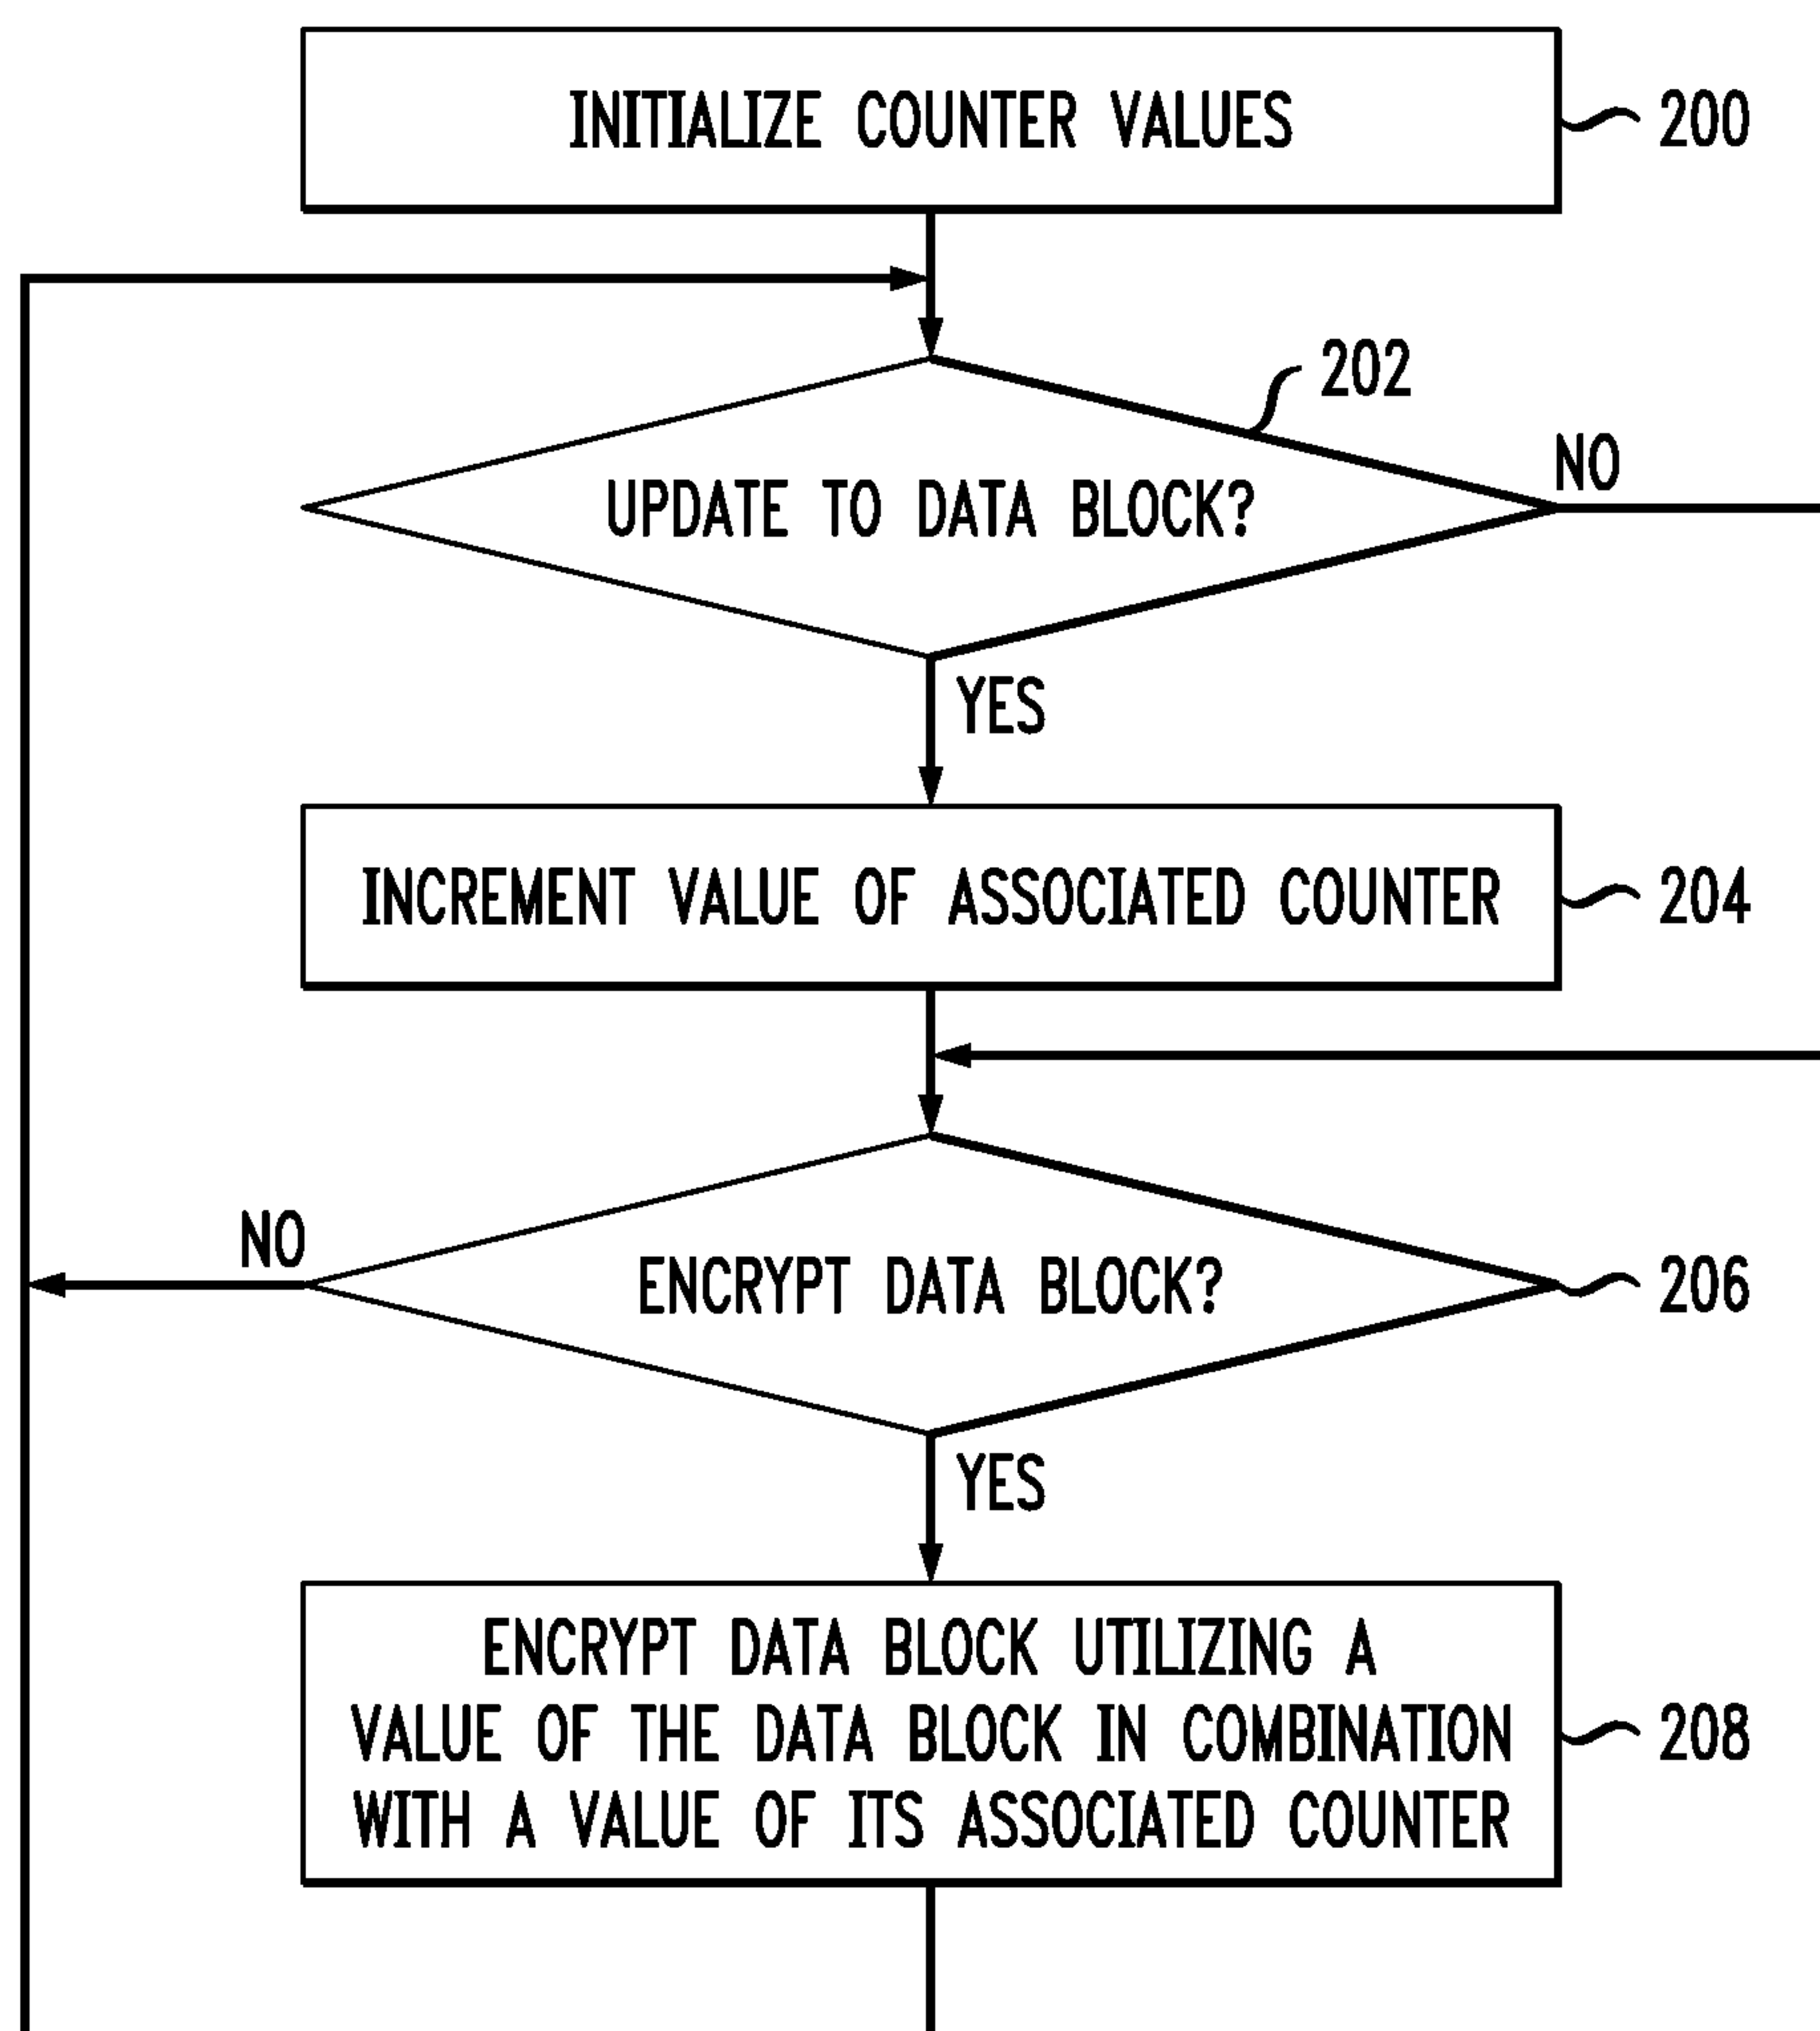 INITIALIZE COUNTER VALUES
200
202
UPDATE TO DATA BLOCK?
NO
YES
INCREMENT VALUE OF ASSOCIATED COUNTER
204
NO
ENCRYPT DATA BLOCK?
206
YES
ENCRYPT DATA BLOCK UTILIZING A
VALUE OF THE DATA BLOCK IN COMBINATION
WITH A VALUE OF ITS ASSOCIATED COUNTER
208